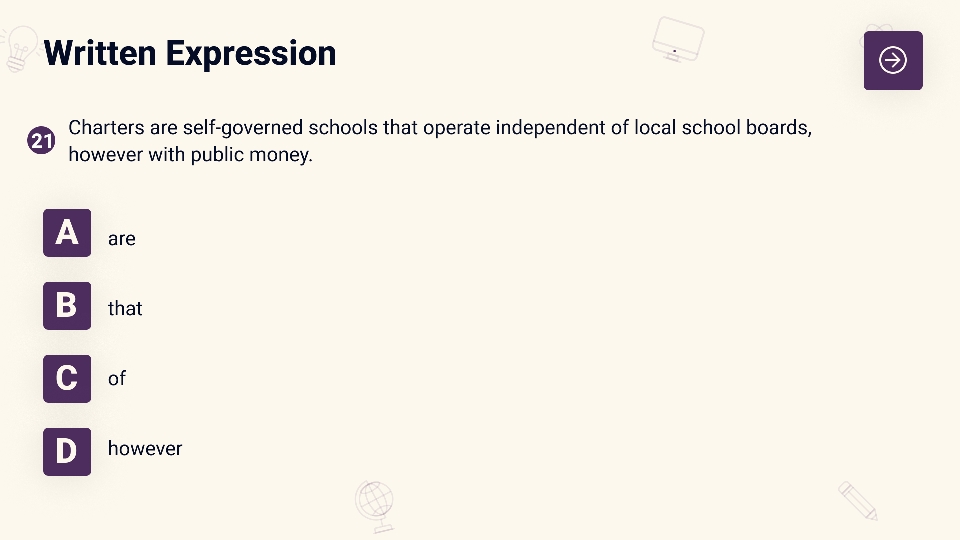 Written Expression
21
Charters are self-governed schools that operate independent of local school boards,
however with public money.
A
are
B
that
C
of
D
however